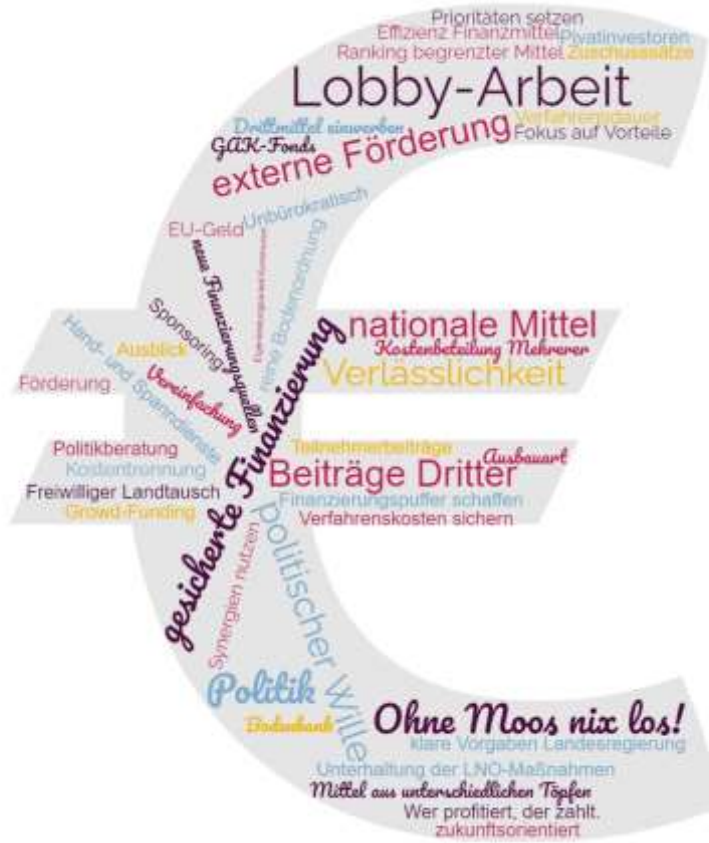 Prioritäten setzen
Effizienz Finanzmittel
Pivatinvestoren
Ranking begrenzter Mittel
Zuschusssätze
Lobby-Arbeit
Drittmittel einwerben
Verfahrensdauer
GAK-Fonds
Fokus auf Vorteile
externe Förderung
Unbürokratisch
EU-Geld
neue Finanzierungsquellen
reine Bodenordnung
Sponsoring
nationale Mittel
Hand- und Spanndienste
Ausblick
Kostenbeteilung Mehrerer
Verlässlichkeit
Förderung
Vereinfachung
gesicherte Finanzierung
Politikberatung
Teilnehmerbeiträge
Ausbauart
Kostentrennung
Beiträge Dritter
Freiwilliger Landtausch
Finanzierungspuffer schaffen
Growd-Funding
Verfahrenskosten sichern
Synergien nutzen
politischer Wille
Politik
Bodenbank
Ohne Moos nix los!
klare Vorgaben Landesregierung
Unterhaltung der LNO-Maßnahmen
Mittel aus unterschiedlichen Töpfen
Wer profitiert, der zahlt.
zukunftsorientiert